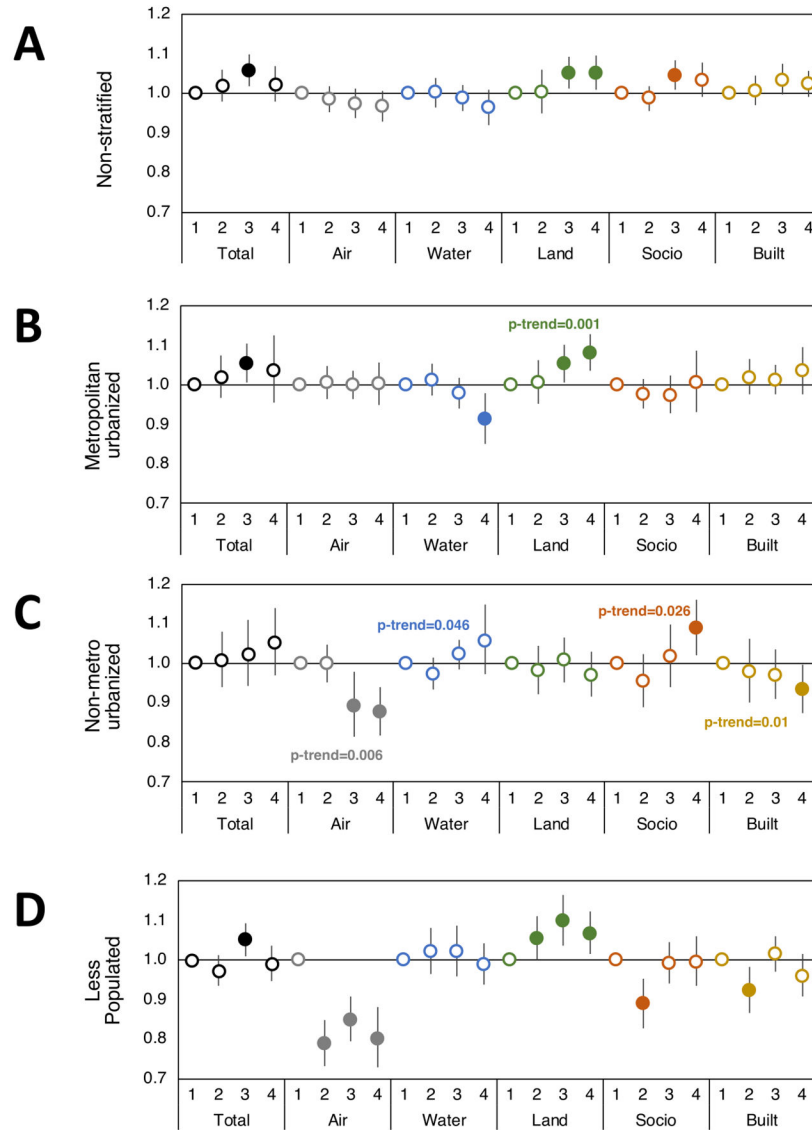 A
Non-stratified
1.2
1.1
1.0
0.9
0.8
0.7
1 2 3 4 1 2 3 4 1 2 3 4 1 2 3 4 1 2 3 4 1 2 3 4
Total Air Water Land Socio Built
B
Metropolitan
urbanized
1.2
1.1
1.0
0.9
0.8
0.7
p-trend=0.001
1 2 3 4 1 2 3 4 1 2 3 4 1 2 3 4 1 2 3 4 1 2 3 4
Total Air Water Land Socio Built
C
Non-metro
urbanized
1.2
1.1
1.0
0.9
0.8
0.7
p-trend=0.046
p-trend=0.026
p-trend=0.01
p-trend=0.006
1 2 3 4 1 2 3 4 1 2 3 4 1 2 3 4 1 2 3 4 1 2 3 4
Total Air Water Land Socio Built
D
Less
Populated
1.2
1.1
1.0
0.9
0.8
0.7
1 2 3 4 1 2 3 4 1 2 3 4 1 2 3 4 1 2 3 4 1 2 3 4
Total Air Water Land Socio Built